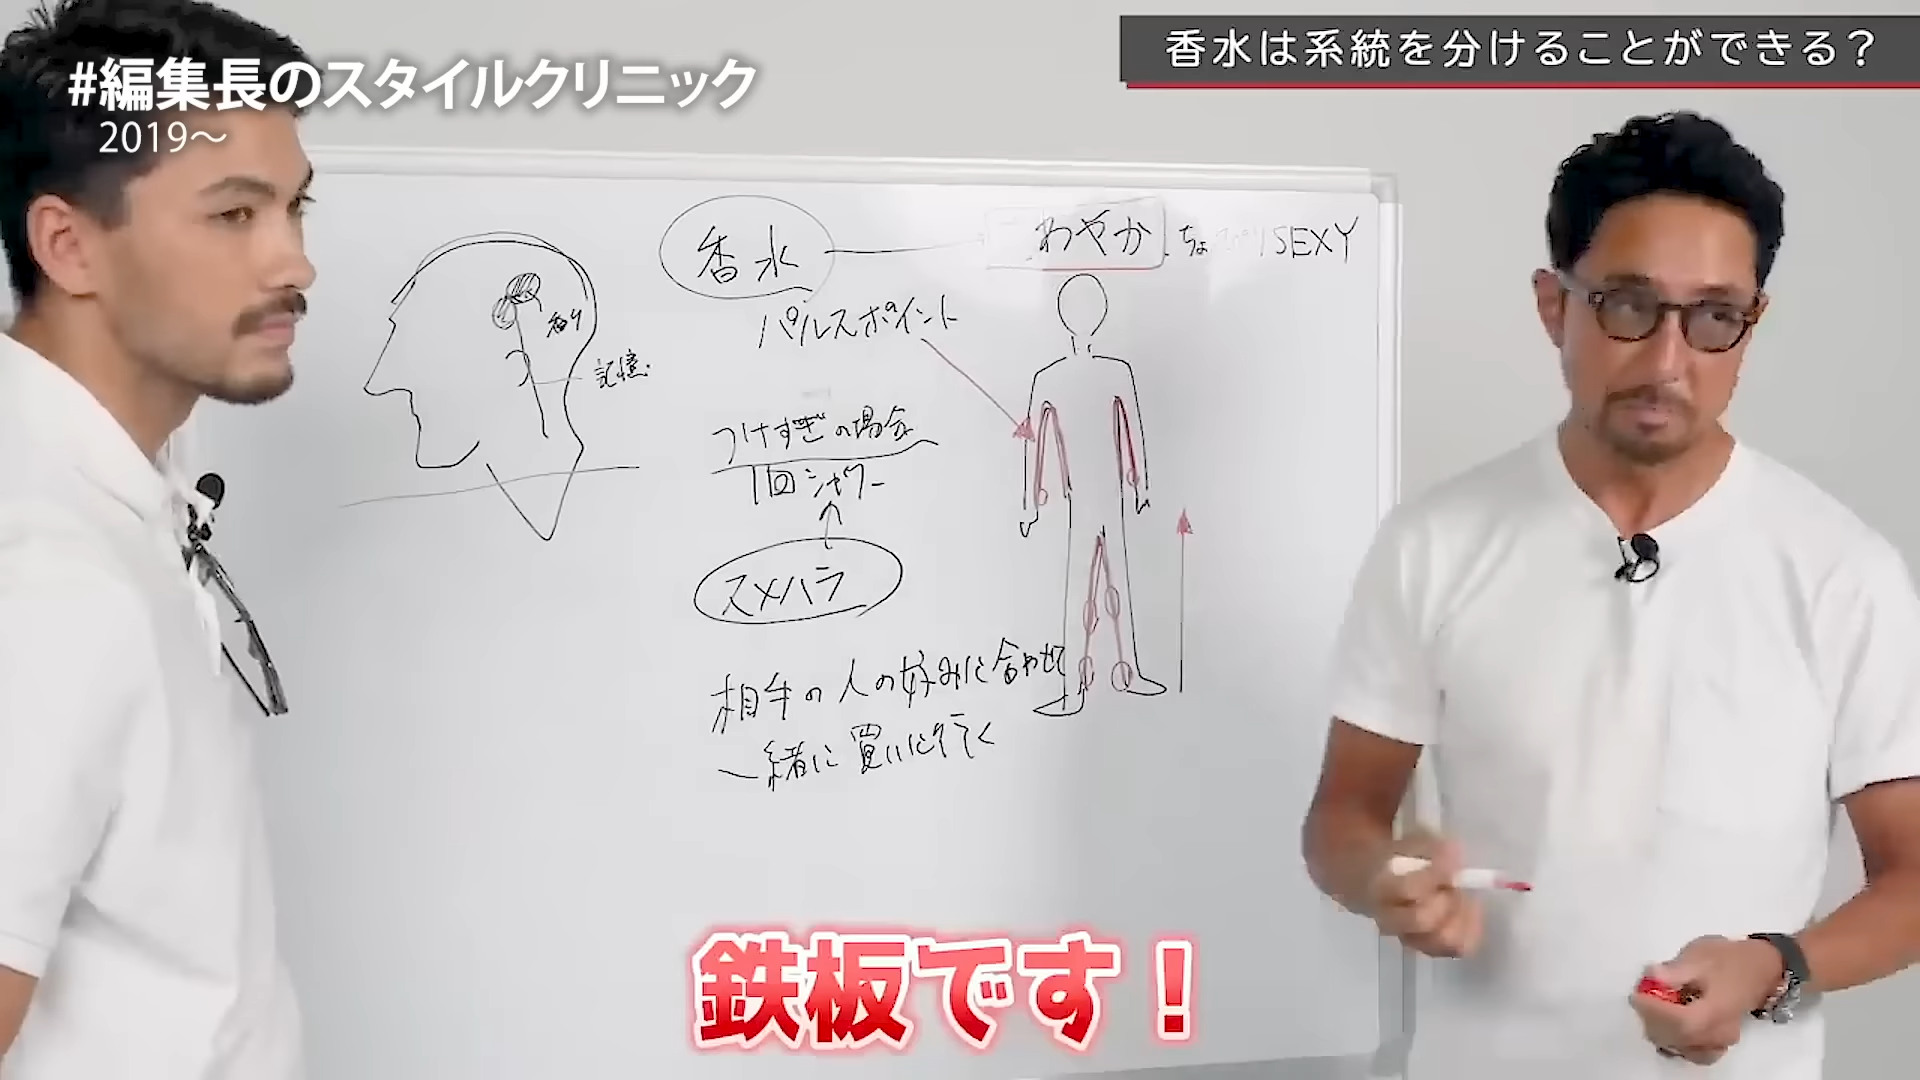 #編集長のスタイルクリニック
2019～
香水は系統を分けることができる？
香水
わやか
ちょ
SEXY
パルスポイント
香り
記憶
つけすぎの場合
1回シャワー
スメハラ
相手の人の好みに合わせて
一緒に買いに行く
鉄板です！